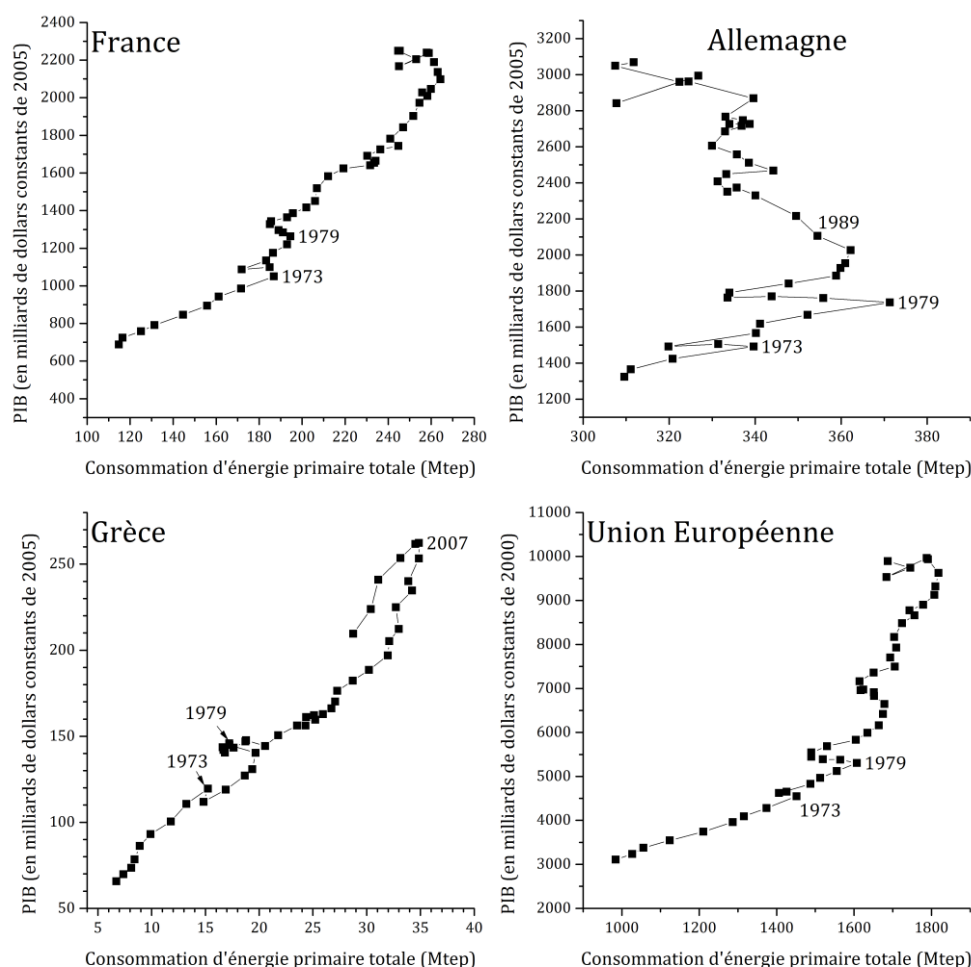 France
PIB (en milliards de dollars constants de 2005)
2400
2200
2000
1800
1600
1400
1200
1000
800
600
400
1979
1973
100 120 140 160 180 200 220 240 260 280
Consommation d'énergie primaire totale (Mtep)
Allemagne
PIB (en milliards de dollars constants de 2005)
3200
3000
2800
2600
2400
2200
2000
1800
1600
1400
1200
1989
1979
1973
300 320 340 360 380
Consommation d'énergie primaire totale (Mtep)
Grèce
PIB (en milliards de dollars constants de 2005)
250
200
150
100
50
2007
1979
1973
5 10 15 20 25 30 35 40
Consommation d'énergie primaire totale (Mtep)
Union Européenne
PIB (en milliards de dollars constants de 2000)
11000
10000
9000
8000
7000
6000
5000
4000
3000
2000
1979
1973
1000 1200 1400 1600 1800
Consommation d'énergie primaire totale (Mtep)